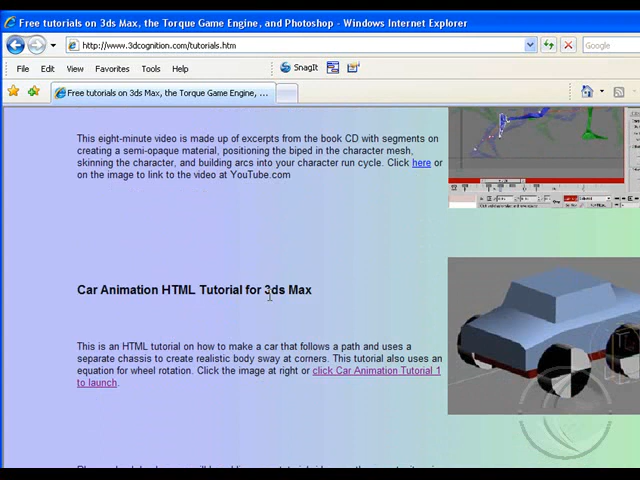 Free tutorials on 3ds Max, the Torque Game Engine, and Photoshop - Windows Internet Explorer
http://www.3dcognition.com/tutorials.htm
Google
File Edit View Favorites Tools Help SnagIt
Free tutorials on 3ds Max, the Torque Game Engine, ...
This eight-minute video is made up of excerpts from the book CD with segments on
creating a semi-opaque material, positioning the biped in the character mesh,
skinning the character, and building arcs into your character run cycle. Click here or
on the image to link to the video at YouTube.com
Car Animation HTML Tutorial for 3ds Max
This is an HTML tutorial on how to make a car that follows a path and uses a
separate chassis to create realistic body sway at corners. This tutorial also uses an
equation for wheel rotation. Click the image at right or click Car Animation Tutorial 1
to launch.